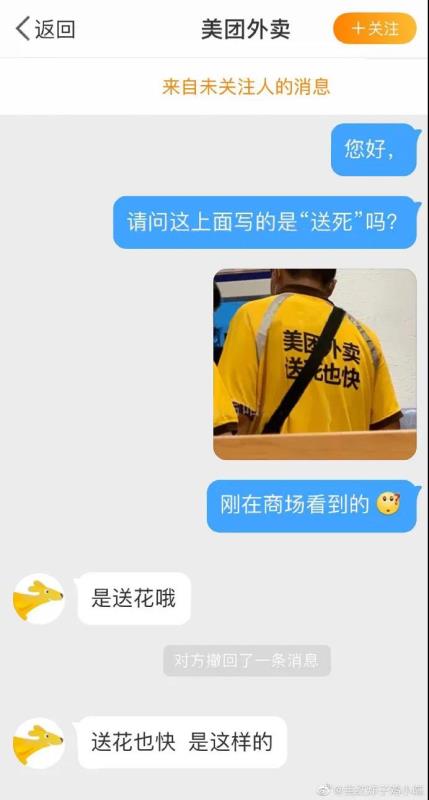 返回
美团外卖
+关注
来自未关注人的消息
您好，
请问这上面写的是“送死”吗？
美团外卖
送花也快
刚在商场看到的
是送花哦
对方撤回了一条消息
送花也快 是这样的